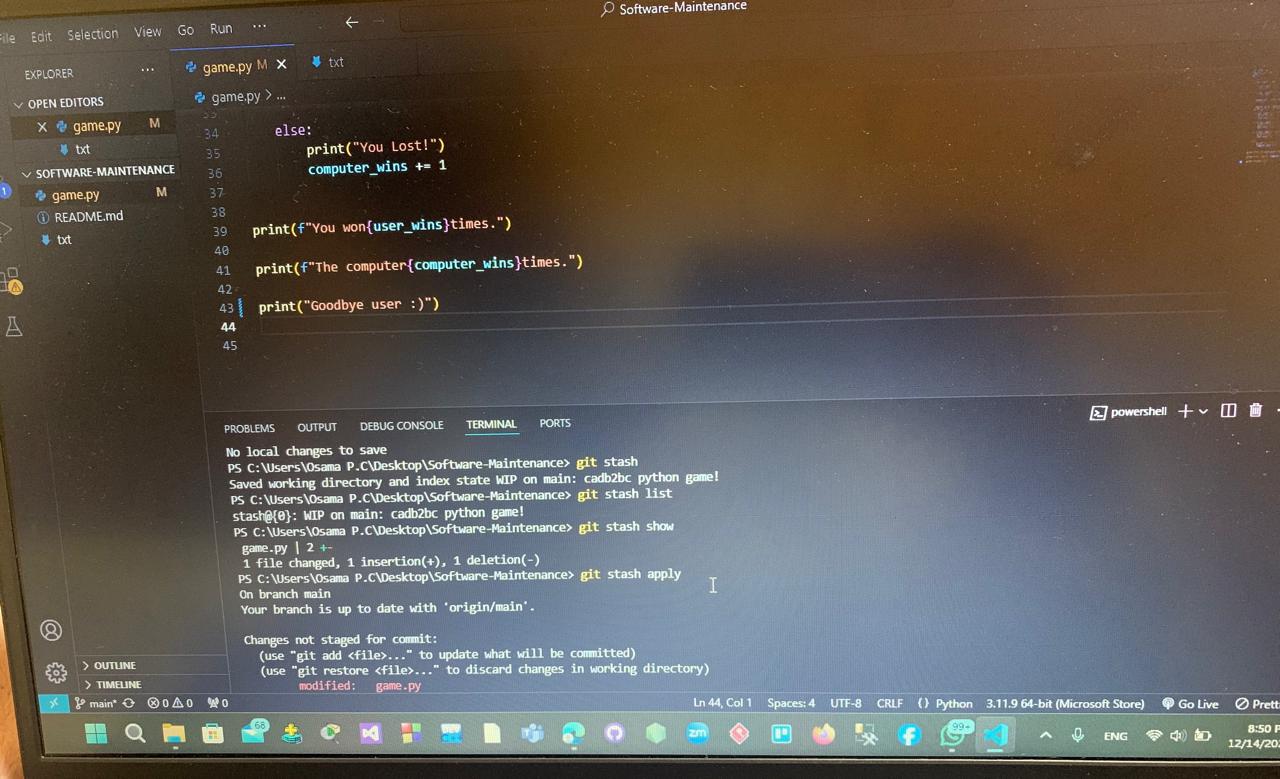 Software-Maintenance
File Edit Selection View Go Run ...
EXPLORER ...
game.py M
txt
OPEN EDITORS
game.py > ...
game.py M
txt
SOFTWARE-MAINTENANCE
game.py M
README.md
txt
34 else:
35 print("You Lost!")
36 computer_wins += 1
37
38
39 print(f"You won{user_wins}times.")
40
41 print(f"The computer{computer_wins}times.")
42
43 print("Goodbye user :)")
44
45
PROBLEMS OUTPUT DEBUG CONSOLE TERMINAL PORTS
powershell
No local changes to save
PS C:\Users\Osama P.C\Desktop\Software-Maintenance> git stash
Saved working directory and index state WIP on main: cadb2bc python game!
PS C:\Users\Osama P.C\Desktop\Software-Maintenance> git stash list
stash@{0}: WIP on main: cadb2bc python game!
PS C:\Users\Osama P.C\Desktop\Software-Maintenance> git stash show
game.py | 2 +-
1 file changed, 1 insertion(+), 1 deletion(-)
PS C:\Users\Osama P.C\Desktop\Software-Maintenance> git stash apply
On branch main
Your branch is up to date with 'origin/main'.
Changes not staged for commit:
(use "git add <file>..." to update what will be committed)
(use "git restore <file>..." to discard changes in working directory)
modified: game.py
OUTLINE
TIMELINE
main* 0 0 0
Ln 44, Col 1 Spaces: 4 UTF-8 CRLF {} Python 3.11.9 64-bit (Microsoft Store) Go Live
68
zm
99+
ENG
8:50
12/14/